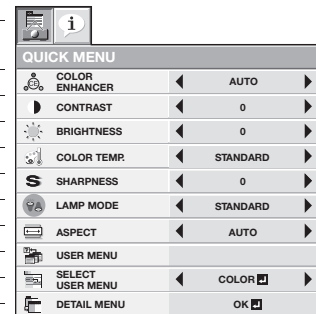 i
QUICK MENU
COLOR
ENHANCER
AUTO
CONTRAST
0
BRIGHTNESS
0
COLOR TEMP.
STANDARD
S SHARPNESS
0
LAMP MODE
STANDARD
ASPECT
AUTO
USER MENU
SELECT
USER MENU
COLOR
DETAIL MENU
OK